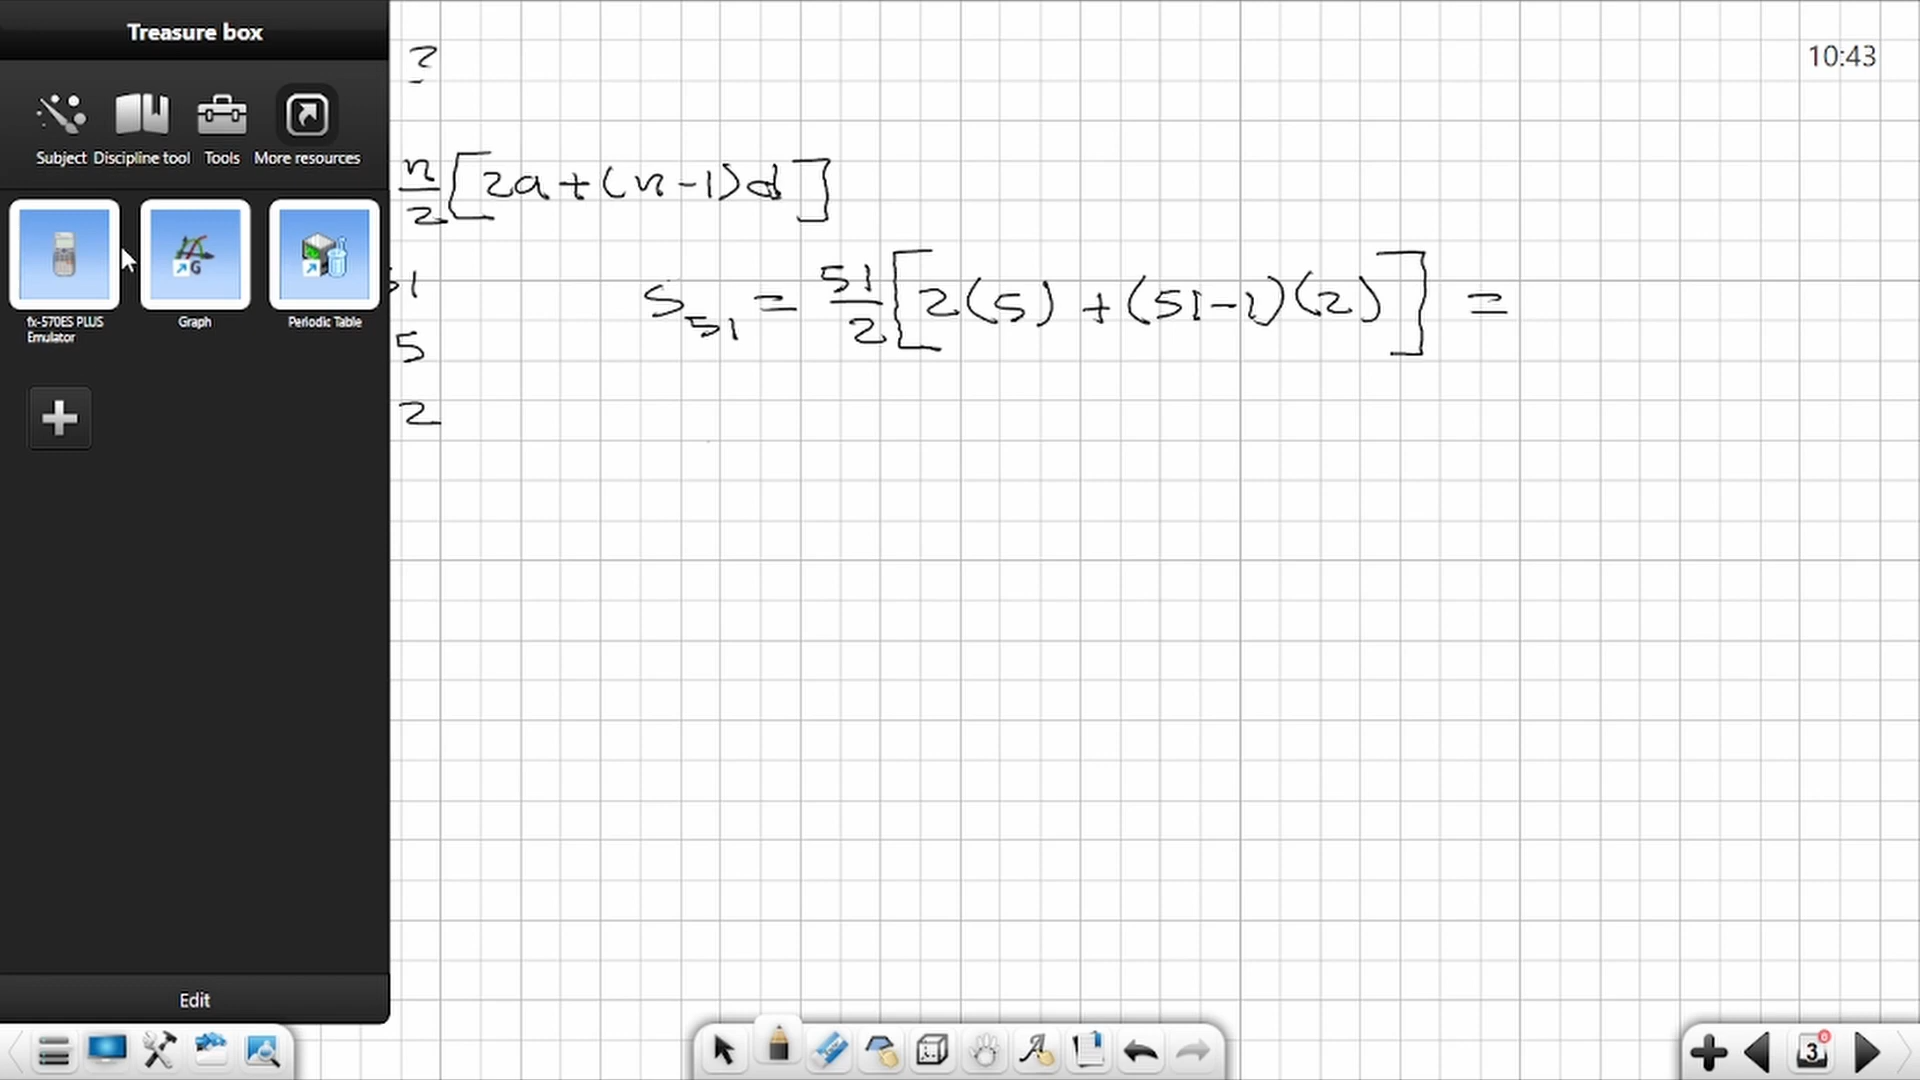 Treasure box
?
10:43
Subject Discipline tool Tools More resources
n/2 [2a + (n - 1)d]
S₅₁ = 51/2 [2(5) + (51 - 1)(2)] =
fx-570ES PLUS Emulator
Graph
Periodic Table
5
2
Edit
3